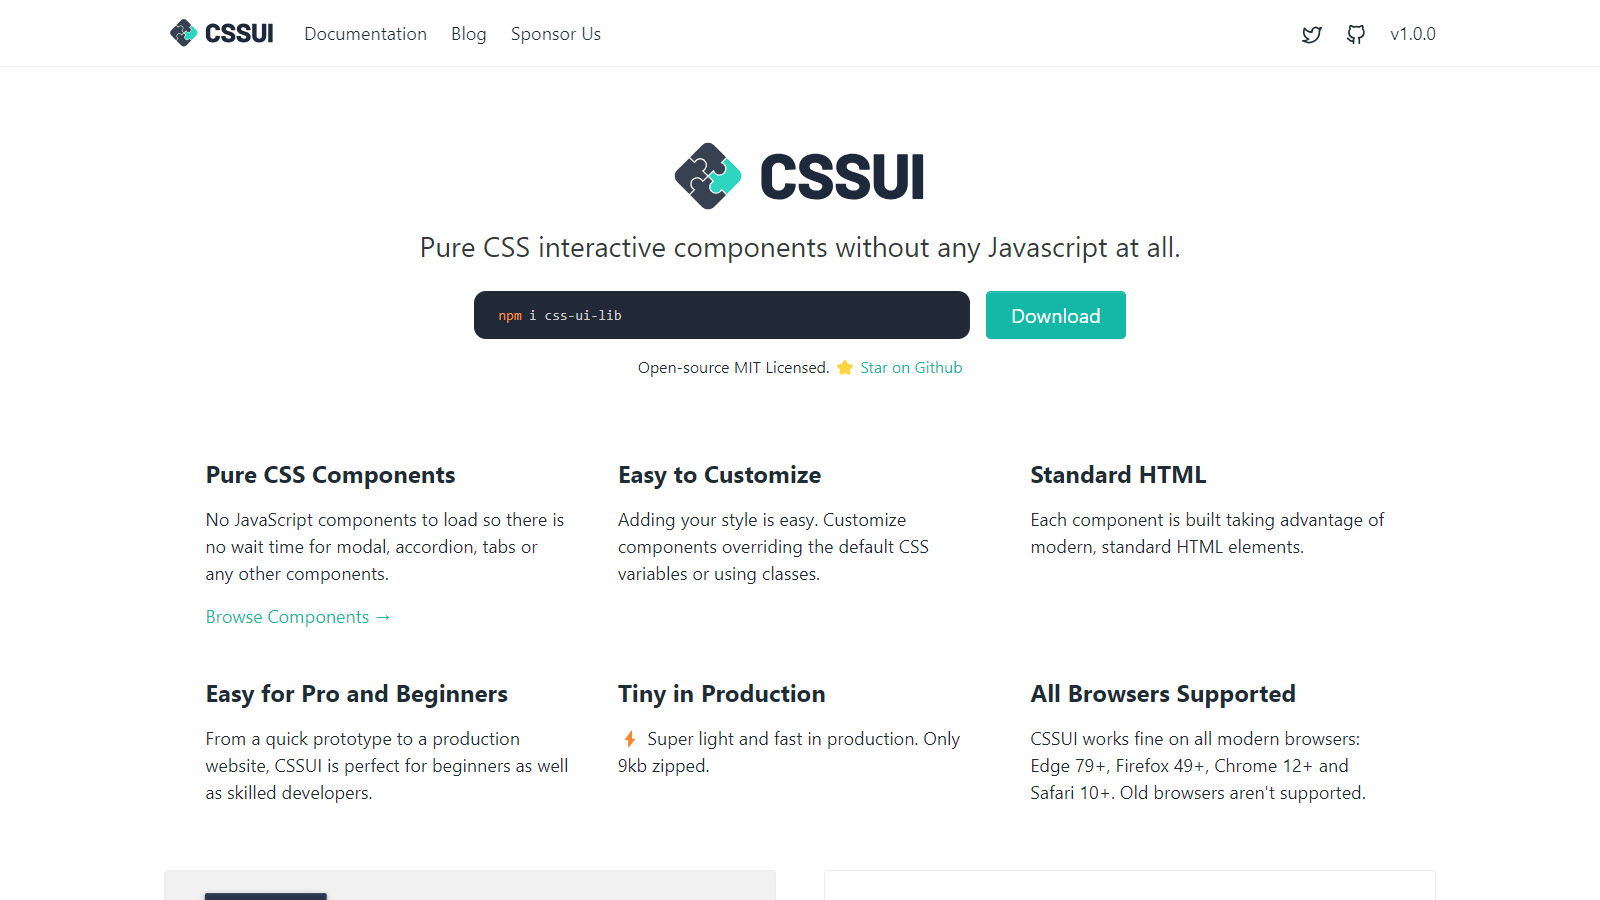 CSSUI Documentation Blog Sponsor Us v1.0.0
CSSUI
Pure CSS interactive components without any Javascript at all.
npm i css-ui-lib
Download
Open-source MIT Licensed. ⭐ Star on Github
Pure CSS Components
No JavaScript components to load so there is
no wait time for modal, accordion, tabs or
any other components.
Browse Components →
Easy to Customize
Adding your style is easy. Customize
components overriding the default CSS
variables or using classes.
Standard HTML
Each component is built taking advantage of
modern, standard HTML elements.
Easy for Pro and Beginners
From a quick prototype to a production
website, CSSUI is perfect for beginners as well
as skilled developers.
Tiny in Production
⚡ Super light and fast in production. Only
9kb zipped.
All Browsers Supported
CSSUI works fine on all modern browsers:
Edge 79+, Firefox 49+, Chrome 12+ and
Safari 10+. Old browsers aren't supported.